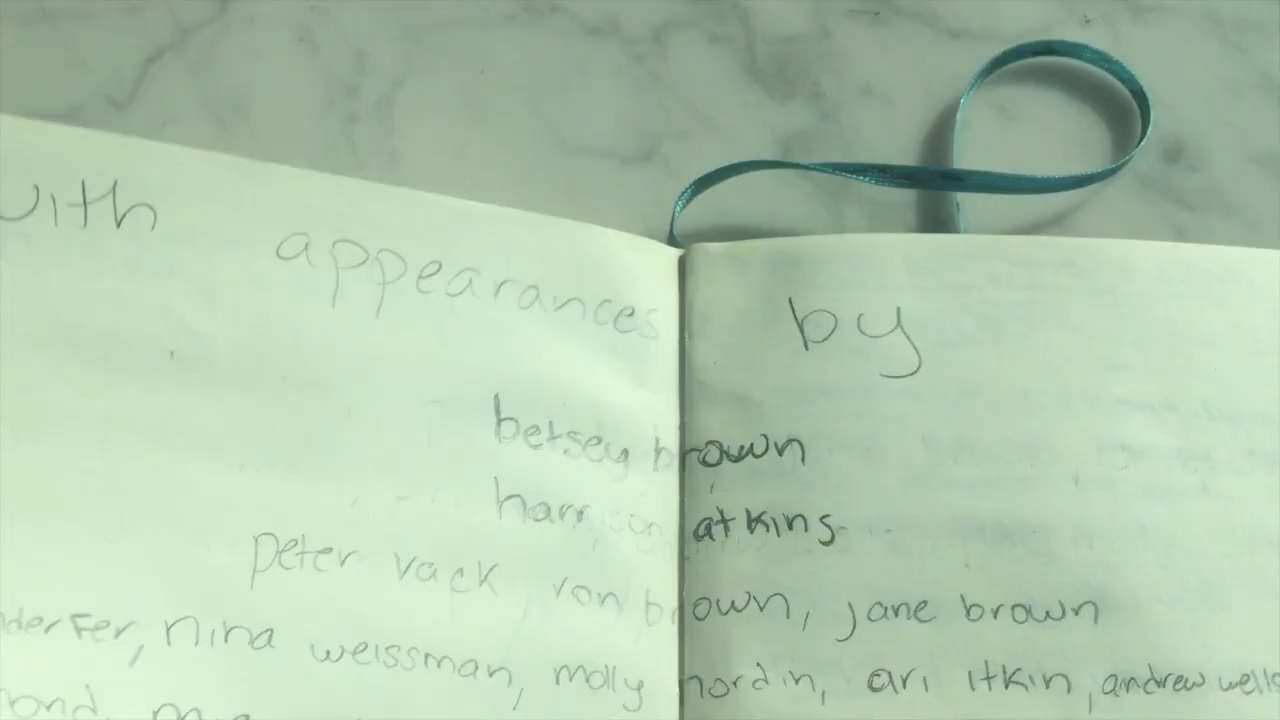 with appearances by
betsey brown
harrison atkins
peter vack ron brown, jane brown
nina weissman, molly nordin, ari itkin, andrew wells